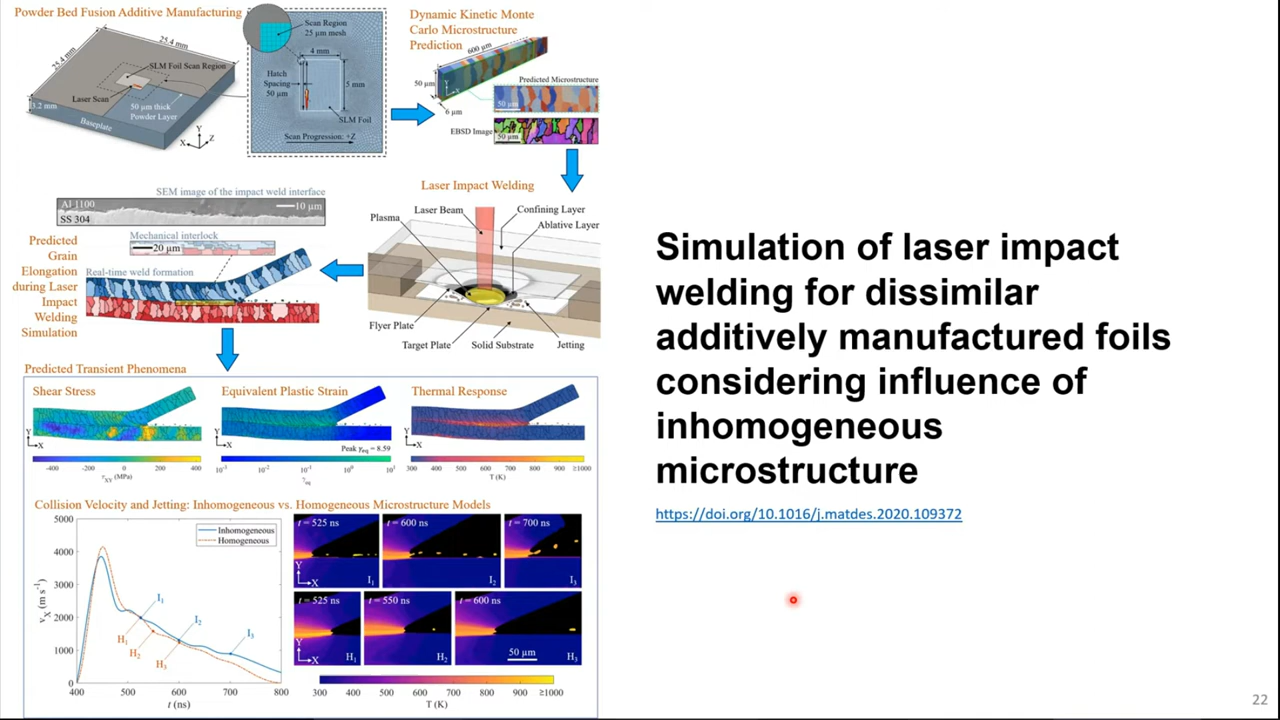 Powder Bed Fusion Additive Manufacturing
25.4 mm
25.4 mm
SLM Foil Scan Region
Laser Scan
3.2 mm
50 µm thick
Powder Layer
Baseplate
Y
X
Z
Scan Region
25 µm mesh
4 mm
Hatch
Spacing
50 µm
5 mm
SLM Foil
Scan Progression: +Z
Dynamic Kinetic Monte
Carlo Microstructure
Prediction
600 µm
50 µm
6 µm
Predicted Microstructure
50 µm
EBSD Image
50 µm
SEM image of the impact weld interface
Al 1100
SS 304
10 µm
Mechanical interlock
20 µm
Real-time weld formation
Predicted
Grain
Elongation
during Laser
Impact
Welding
Simulation
Laser Impact Welding
Laser Beam
Confining Layer
Plasma
Ablative Layer
Flyer Plate
Target Plate
Solid Substrate
Jetting
Predicted Transient Phenomena
Shear Stress
Equivalent Plastic Strain
Thermal Response
Y
X
Y
X
Y
X
Peak γeq = 8.59
-400 -200 0 200 400
τXY (MPa)
10⁻³ 10⁻² 10⁻¹ 10⁰ 10¹
γeq
300 400 500 600 700 800 900 ≥1000
T (K)
Collision Velocity and Jetting: Inhomogeneous vs. Homogeneous Microstructure Models
5000
4000
3000
2000
1000
0
vX (m s⁻¹)
Inhomogeneous
Homogeneous
I1
I2
I3
H1
H2
H3
400 500 600 700 800
t (ns)
t = 525 ns
t = 600 ns
t = 700 ns
Y
X
I1
I2
I3
t = 525 ns
t = 550 ns
t = 600 ns
Y
X
H1
H2
50 µm
H3
300 400 500 600 700 800 900 ≥1000
T (K)
Simulation of laser impact
welding for dissimilar
additively manufactured foils
considering influence of
inhomogeneous
microstructure
https://doi.org/10.1016/j.matdes.2020.109372
22